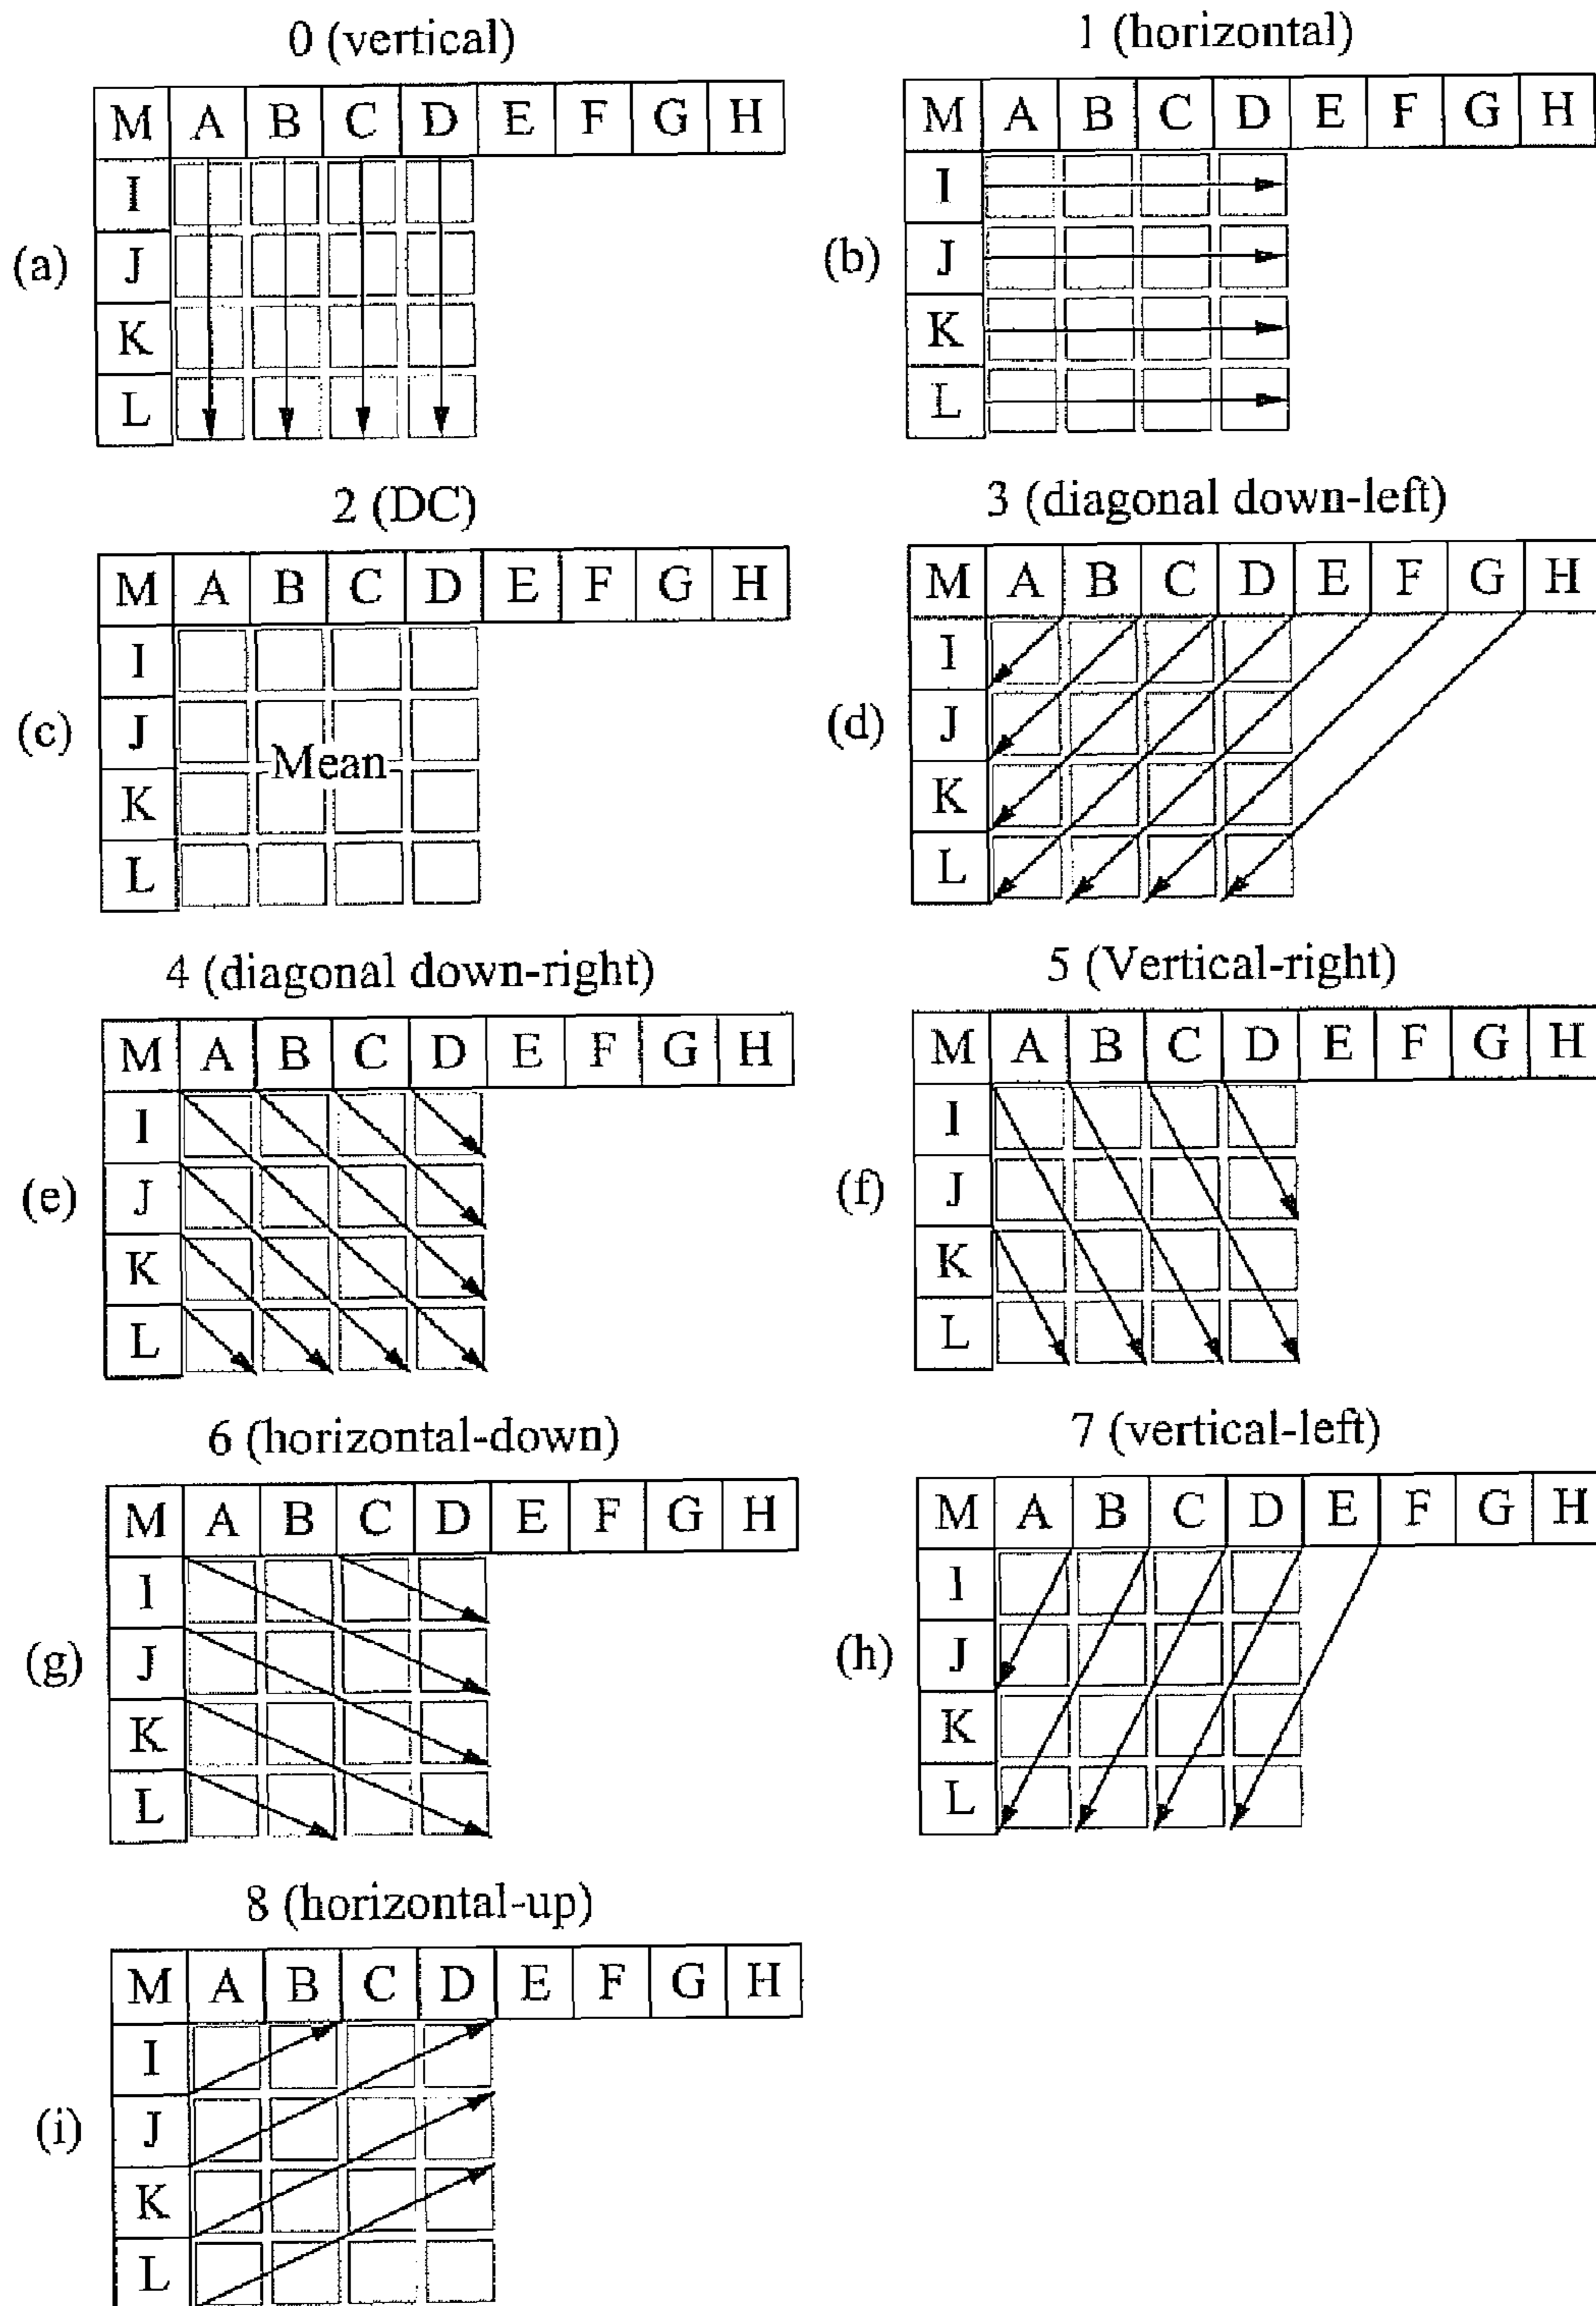 0 (vertical)
M A B C D E F G H
I
J
K
L
(a)
1 (horizontal)
M A B C D E F G H
I
J
K
L
(b)
2 (DC)
M A B C D E F G H
I
J
K
L
Mean
(c)
3 (diagonal down-left)
M A B C D E F G H
I
J
K
L
(d)
4 (diagonal down-right)
M A B C D E F G H
I
J
K
L
(e)
5 (Vertical-right)
M A B C D E F G H
I
J
K
L
(f)
6 (horizontal-down)
M A B C D E F G H
I
J
K
L
(g)
7 (vertical-left)
M A B C D E F G H
I
J
K
L
(h)
8 (horizontal-up)
M A B C D E F G H
I
J
K
L
(i)